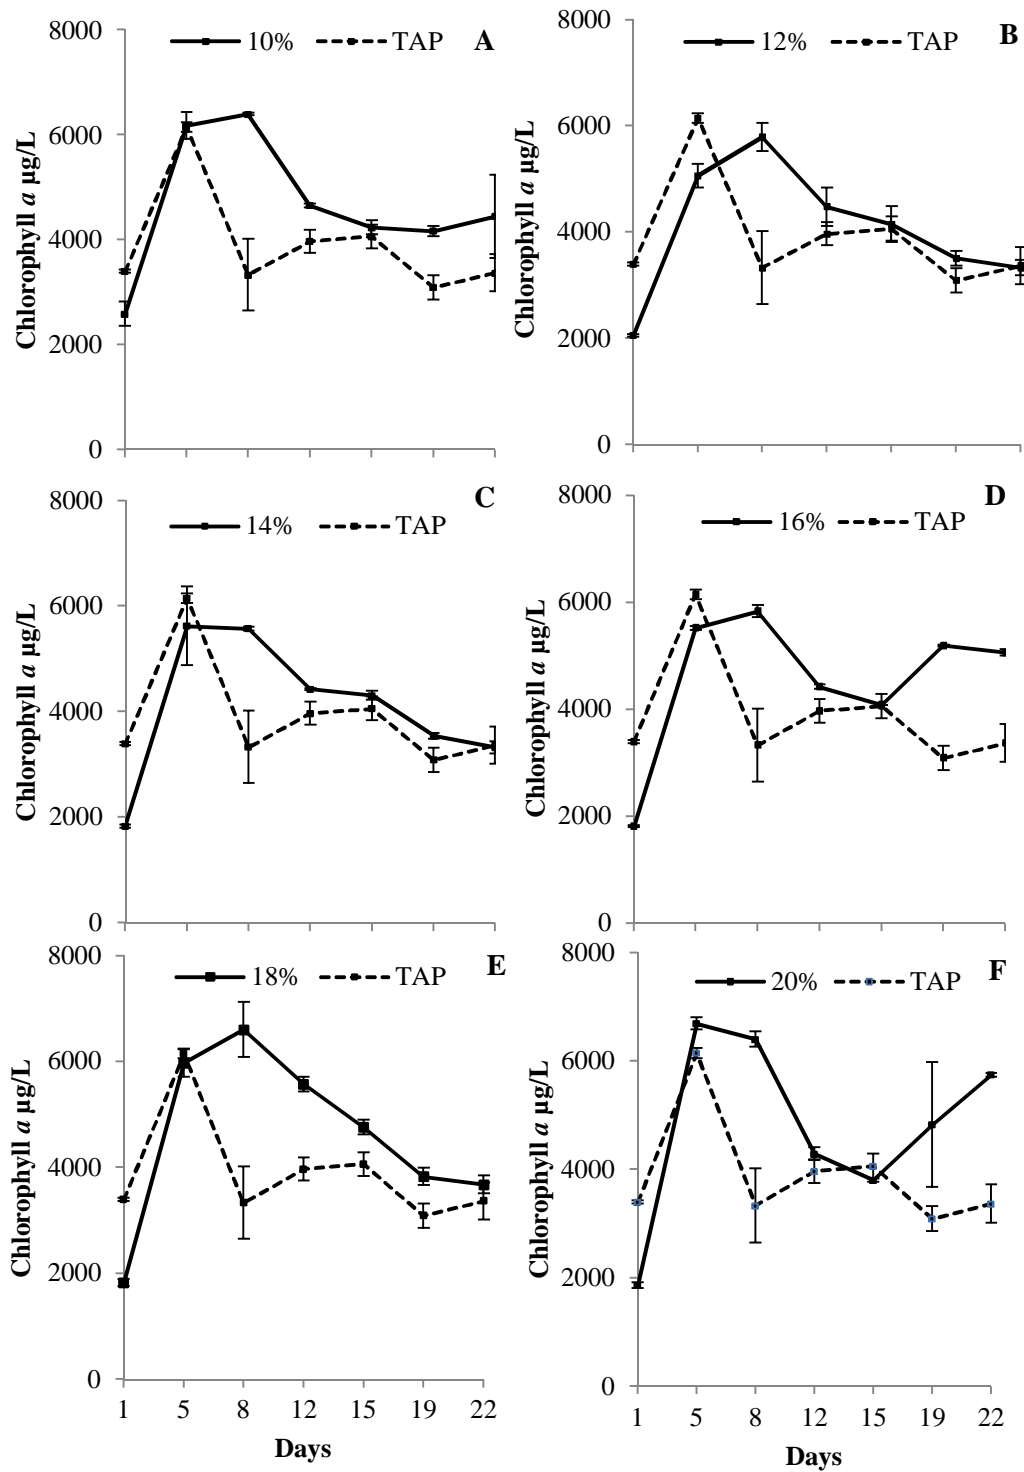 10% TAP A
8000
6000
4000
2000
0
Chlorophyll a µg/L
12% TAP B
8000
6000
4000
2000
0
Chlorophyll a µg/L
14% TAP C
8000
6000
4000
2000
0
Chlorophyll a µg/L
16% TAP D
8000
6000
4000
2000
0
Chlorophyll a µg/L
18% TAP E
8000
6000
4000
2000
0
Chlorophyll a µg/L
1 5 8 12 15 19 22
Days
20% TAP F
8000
6000
4000
2000
0
Chlorophyll a µg/L
1 5 8 12 15 19 22
Days